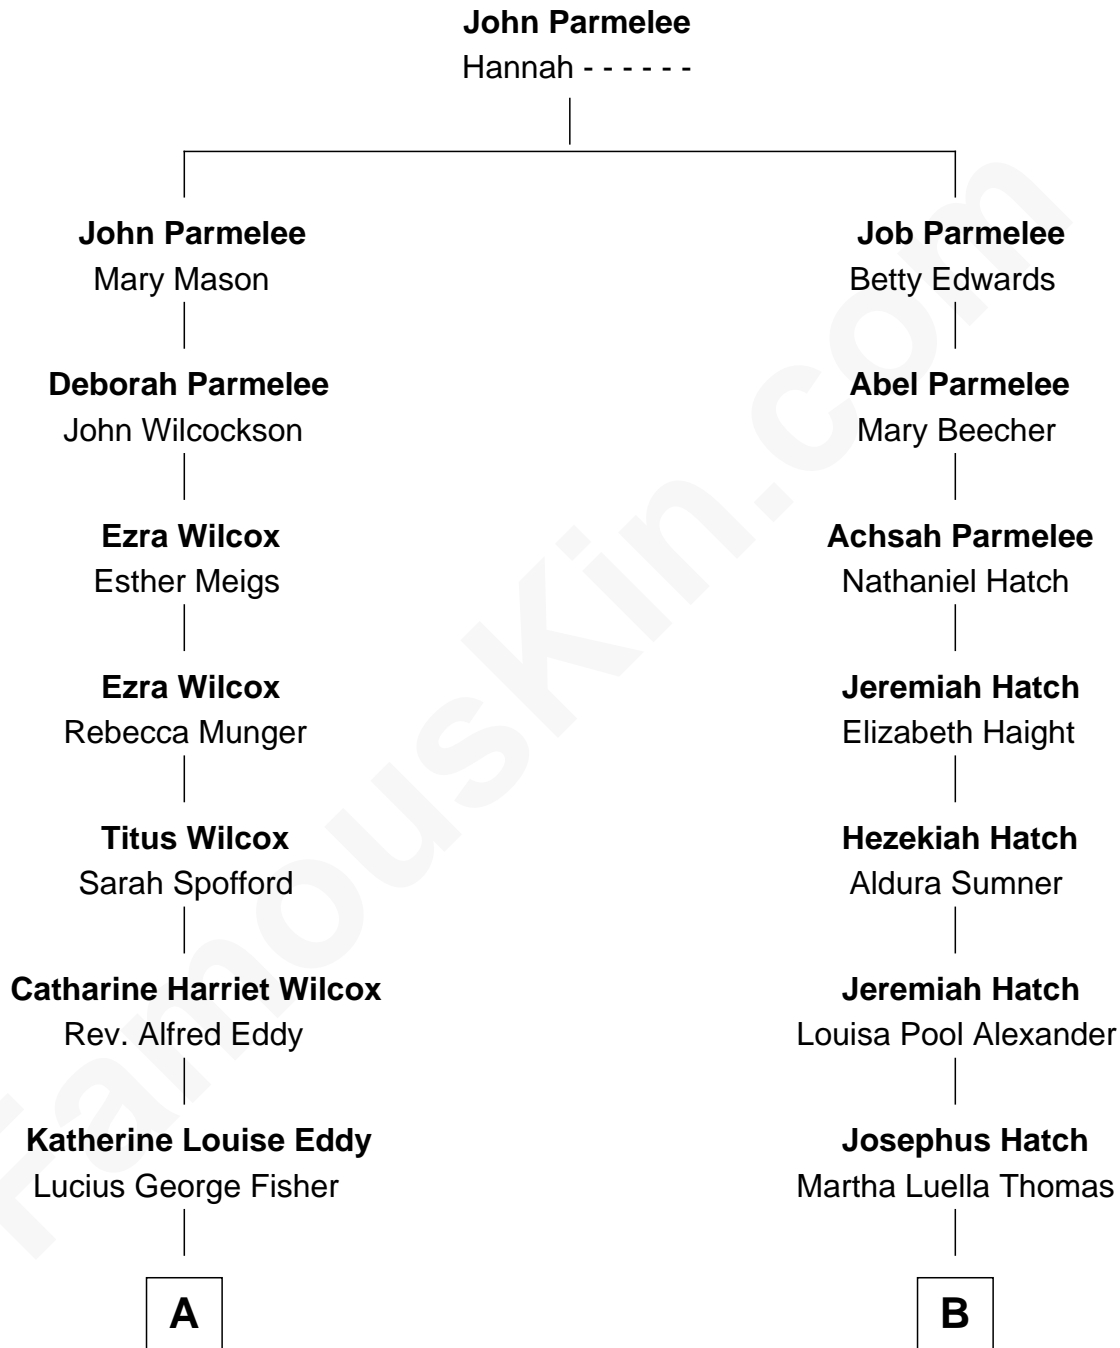 John Parmelee
Hannah - - - - - -
John Parmelee
Mary Mason
Job Parmelee
Betty Edwards
Deborah Parmelee
John Wilcockson
Abel Parmelee
Mary Beecher
Ezra Wilcox
Esther Meigs
Achsah Parmelee
Nathaniel Hatch
Ezra Wilcox
Rebecca Munger
Jeremiah Hatch
Elizabeth Haight
Titus Wilcox
Sarah Spofford
Hezekiah Hatch
Aldura Sumner
Catharine Harriet Wilcox
Rev. Alfred Eddy
Jeremiah Hatch
Louisa Pool Alexander
Katherine Louise Eddy
Lucius George Fisher
Josephus Hatch
Martha Luella Thomas
A
B
FamousKin.com